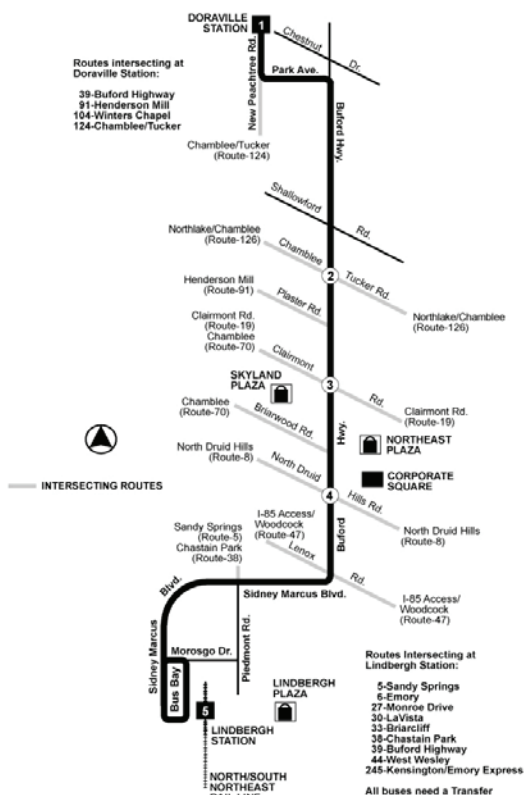 DORAVILLE
STATION
1
Chestnut Dr.
Park Ave.
New Peachtree Rd.
Routes intersecting at
Doraville Station:
39-Buford Highway
91-Henderson Mill
104-Winters Chapel
124-Chamblee/Tucker
Chamblee/Tucker
(Route-124)
Buford Hwy.
Shallowford Rd.
Northlake/Chamblee
(Route-126)
Chamblee
2
Tucker Rd.
Northlake/Chamblee
(Route-126)
Henderson Mill
(Route-91)
Plaster Rd.
Clairmont Rd.
(Route-19)
Chamblee
(Route-70)
Clairmont
3
Rd.
Clairmont Rd.
(Route-19)
SKYLAND
PLAZA
Chamblee
(Route-70)
Briarwood Rd.
Hwy.
NORTHEAST
PLAZA
North Druid Hills
(Route-8)
North Druid
4
Hills Rd.
CORPORATE
SQUARE
North Druid Hills
(Route-8)
INTERSECTING ROUTES
Buford
I-85 Access/
Woodcock
(Route-47)
Lenox
Rd.
I-85 Access/
Woodcock
(Route-47)
Sandy Springs
(Route-5)
Chastain Park
(Route-38)
Sidney Marcus Blvd.
Sidney Marcus
Blvd.
Morosgo Dr.
Piedmont Rd.
Bus Bay
5
LINDBERGH
STATION
LINDBERGH
PLAZA
NORTH/SOUTH
NORTHEAST
RAIL LINE
Routes Intersecting at
Lindbergh Station:
5-Sandy Springs
6-Emory
27-Monroe Drive
30-LaVista
33-Briarcliff
38-Chastain Park
39-Buford Highway
44-West Wesley
245-Kensington/Emory Express
All buses need a Transfer